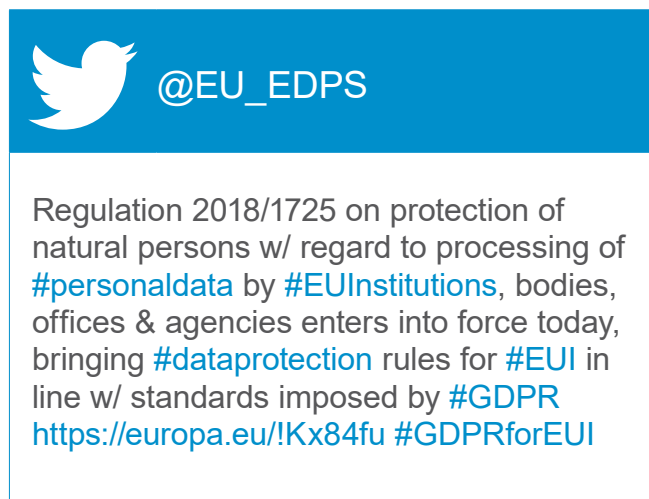 @EU_EDPS
Regulation 2018/1725 on protection of
natural persons w/ regard to processing of
#personaldata by #EUInstitutions, bodies,
offices & agencies enters into force today,
bringing #dataprotection rules for #EUI in
line w/ standards imposed by #GDPR
https://europa.eu/!Kx84fu #GDPRforEUI